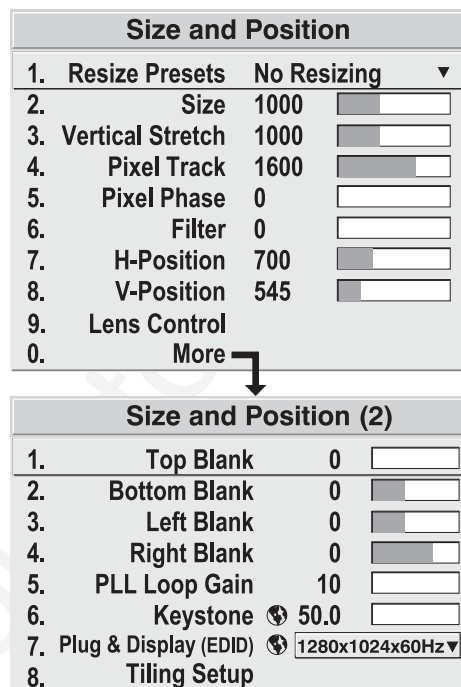 Size and Position
1. Resize Presets No Resizing ▼
2. Size 1000
3. Vertical Stretch 1000
4. Pixel Track 1600
5. Pixel Phase 0
6. Filter 0
7. H-Position 700
8. V-Position 545
9. Lens Control
0. More
Size and Position (2)
1. Top Blank 0
2. Bottom Blank 0
3. Left Blank 0
4. Right Blank 0
5. PLL Loop Gain 10
6. Keystone 50.0
7. Plug & Display (EDID) 1280x1024x60Hz▼
8. Tiling Setup